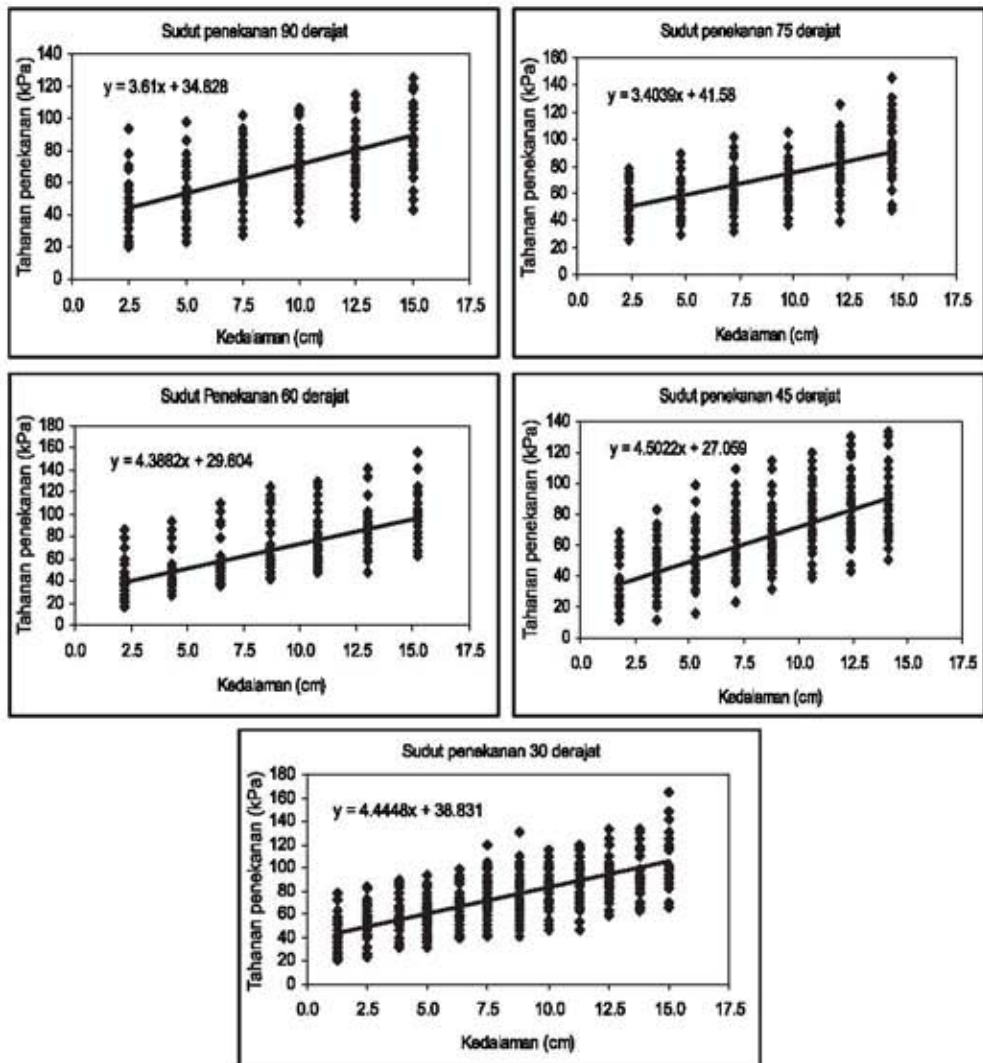 Sudut penekanan 90 derajat
Tahanan penekanan (kPa)
140
120
100
80
60
40
20
0
y = 3.61x + 34.828
0.0 2.5 5.0 7.5 10.0 12.5 15.0 17.5
Kedalaman (cm)
Sudut penekanan 75 derajat
Tahanan penekanan (kPa)
160
140
120
100
80
60
40
20
0
y = 3.4039x + 41.58
0.0 2.5 5.0 7.5 10.0 12.5 15.0 17.5
Kedalaman (cm)
Sudut Penekanan 60 derajat
Tahanan penekanan (kPa)
180
160
140
120
100
80
60
40
20
0
y = 4.3882x + 29.604
0.0 2.5 5.0 7.5 10.0 12.5 15.0 17.5
Kedalaman (cm)
Sudut penekanan 45 derajat
Tahanan penekanan (kPa)
140
120
100
80
60
40
20
0
y = 4.5022x + 27.059
0.0 2.5 5.0 7.5 10.0 12.5 15.0 17.5
Kedalaman (cm)
Sudut penekanan 30 derajat
Tahanan penekanan (kPa)
180
160
140
120
100
80
60
40
20
0
y = 4.4448x + 38.831
0.0 2.5 5.0 7.5 10.0 12.5 15.0 17.5
Kedalaman (cm)